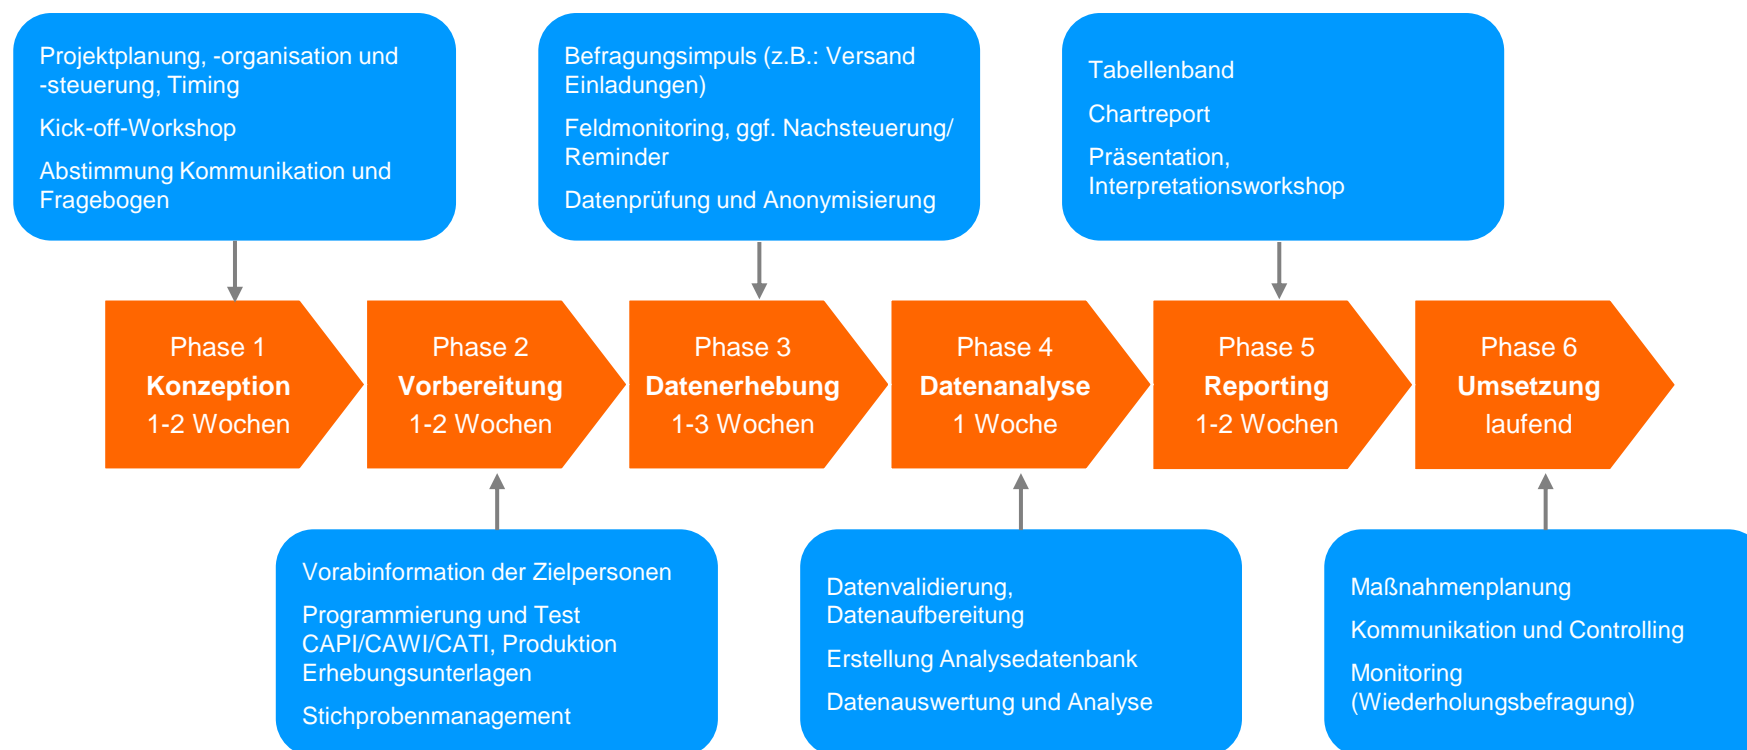 Projektplanung, -organisation und
-steuerung, Timing
Kick-off-Workshop
Abstimmung Kommunikation und
Fragebogen
Befragungsimpuls (z.B.: Versand
Einladungen)
Feldmonitoring, ggf. Nachsteuerung/
Reminder
Datenprüfung und Anonymisierung
Tabellenband
Chartreport
Präsentation,
Interpretationsworkshop
Phase 1
Konzeption
1-2 Wochen
Phase 2
Vorbereitung
1-2 Wochen
Phase 3
Datenerhebung
1-3 Wochen
Phase 4
Datenanalyse
1 Woche
Phase 5
Reporting
1-2 Wochen
Phase 6
Umsetzung
laufend
Vorabinformation der Zielpersonen
Programmierung und Test
CAPI/CAWI/CATI, Produktion
Erhebungsunterlagen
Stichprobenmanagement
Datenvalidierung,
Datenaufbereitung
Erstellung Analysedatenbank
Datenauswertung und Analyse
Maßnahmenplanung
Kommunikation und Controlling
Monitoring
(Wiederholungsbefragung)